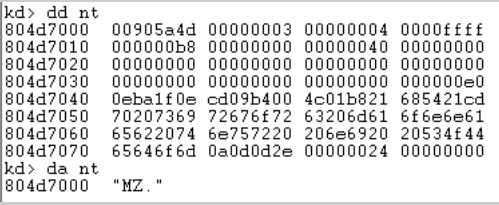 kd> dd nt
804d7000  00905a4d 00000003 00000004 0000ffff
804d7010  000000b8 00000000 00000040 00000000
804d7020  00000000 00000000 00000000 00000000
804d7030  00000000 00000000 00000000 000000e0
804d7040  0eba1f0e cd09b400 4c01b821 685421cd
804d7050  70207369 72676f72 63206d61 6f6e6e61
804d7060  65622074 6e757220 206e6920 20534f44
804d7070  65646f6d 0a0d0d2e 00000024 00000000
kd> da nt
804d7000  "MZ."